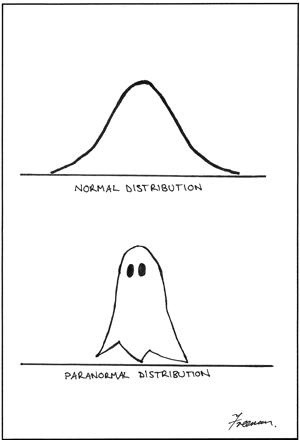 NORMAL DISTRIBUTION
PARANORMAL DISTRIBUTION
Freeman.